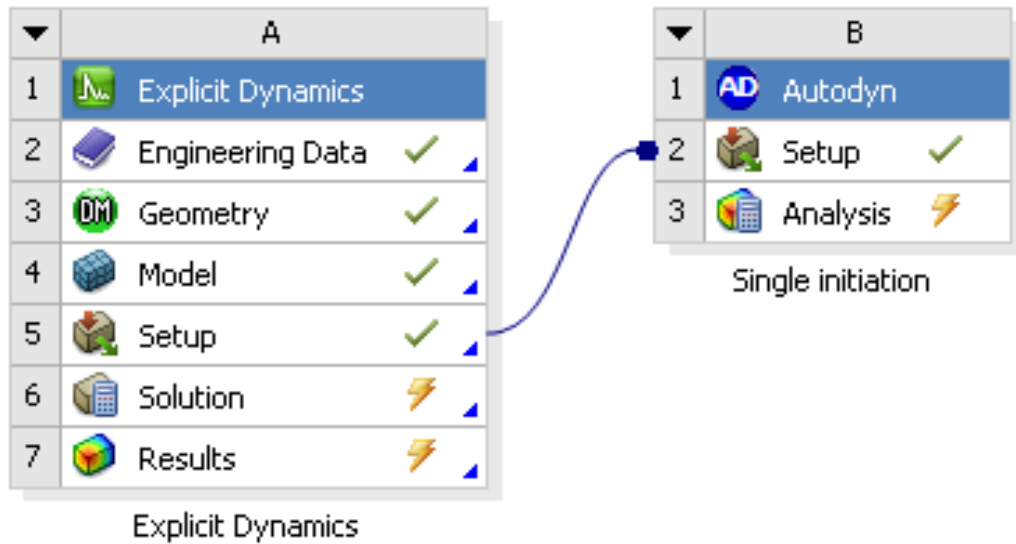 A
1 Explicit Dynamics
2 Engineering Data
3 DM Geometry
4 Model
5 Setup
6 Solution
7 Results
Explicit Dynamics
B
1 AD Autodyn
2 Setup
3 Analysis
Single initiation